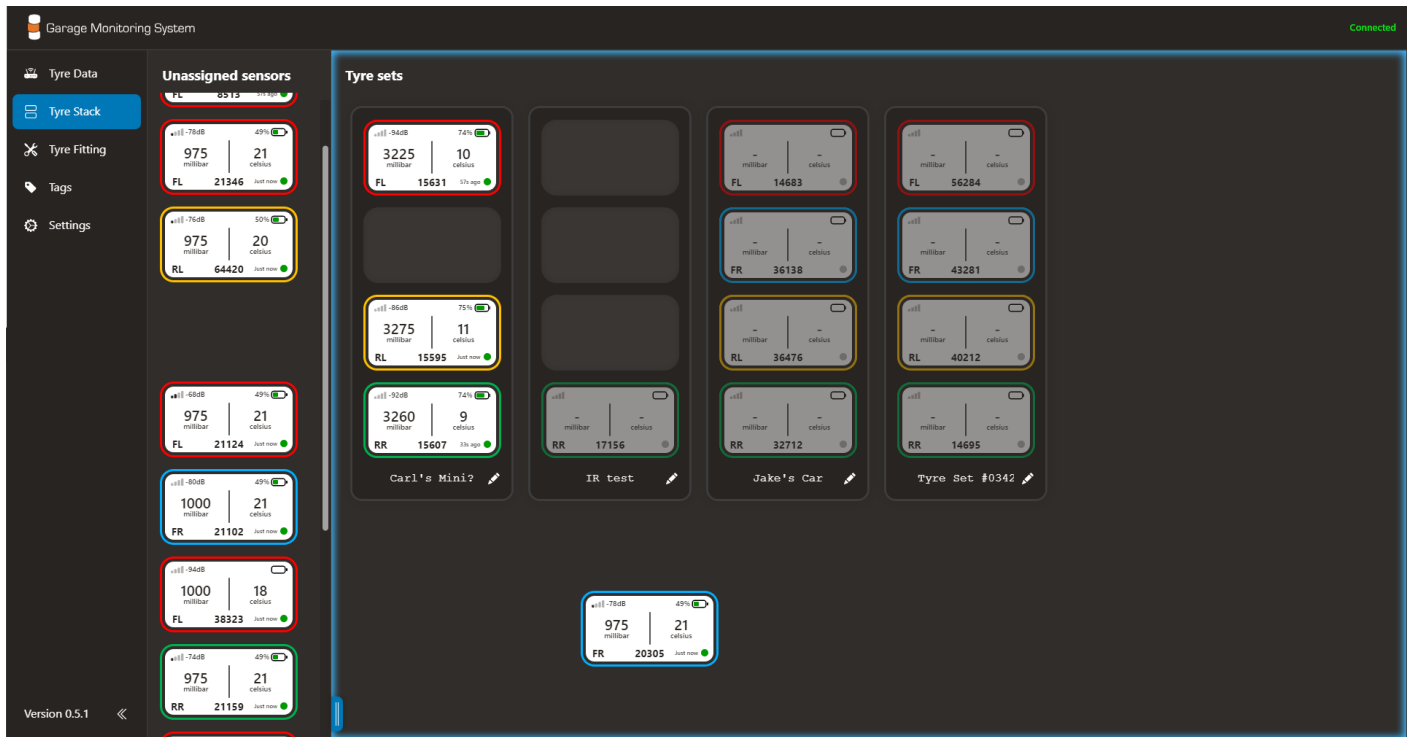 Garage Monitoring System
Connected
Tyre Data
Tyre Stack
Tyre Fitting
Tags
Settings
Version 0.5.1
Unassigned sensors
FL 8513 57s ago
-78dB 49%
975 21
millibar celsius
FL 21346 Just now
-76dB 50%
975 20
millibar celsius
RL 64420 Just now
-68dB 49%
975 21
millibar celsius
FL 21124 Just now
-80dB 49%
1000 21
millibar celsius
FR 21102 Just now
-94dB
1000 18
millibar celsius
FL 38323 Just now
-74dB 49%
975 21
millibar celsius
RR 21159 Just now
Tyre sets
-94dB 74%
3225 10
millibar celsius
FL 15631 57s ago
-86dB 75%
3275 11
millibar celsius
RL 15595 Just now
-92dB 74%
3260 9
millibar celsius
RR 15607 33s ago
Carl's Mini?
- -
millibar celsius
RR 17156
IR test
- -
millibar celsius
FL 14683
- -
millibar celsius
FR 36138
- -
millibar celsius
RL 36476
- -
millibar celsius
RR 32712
Jake's Car
- -
millibar celsius
FL 56284
- -
millibar celsius
FR 43281
- -
millibar celsius
RL 40212
- -
millibar celsius
RR 14695
Tyre Set #0342
-78dB 49%
975 21
millibar celsius
FR 20305 Just now